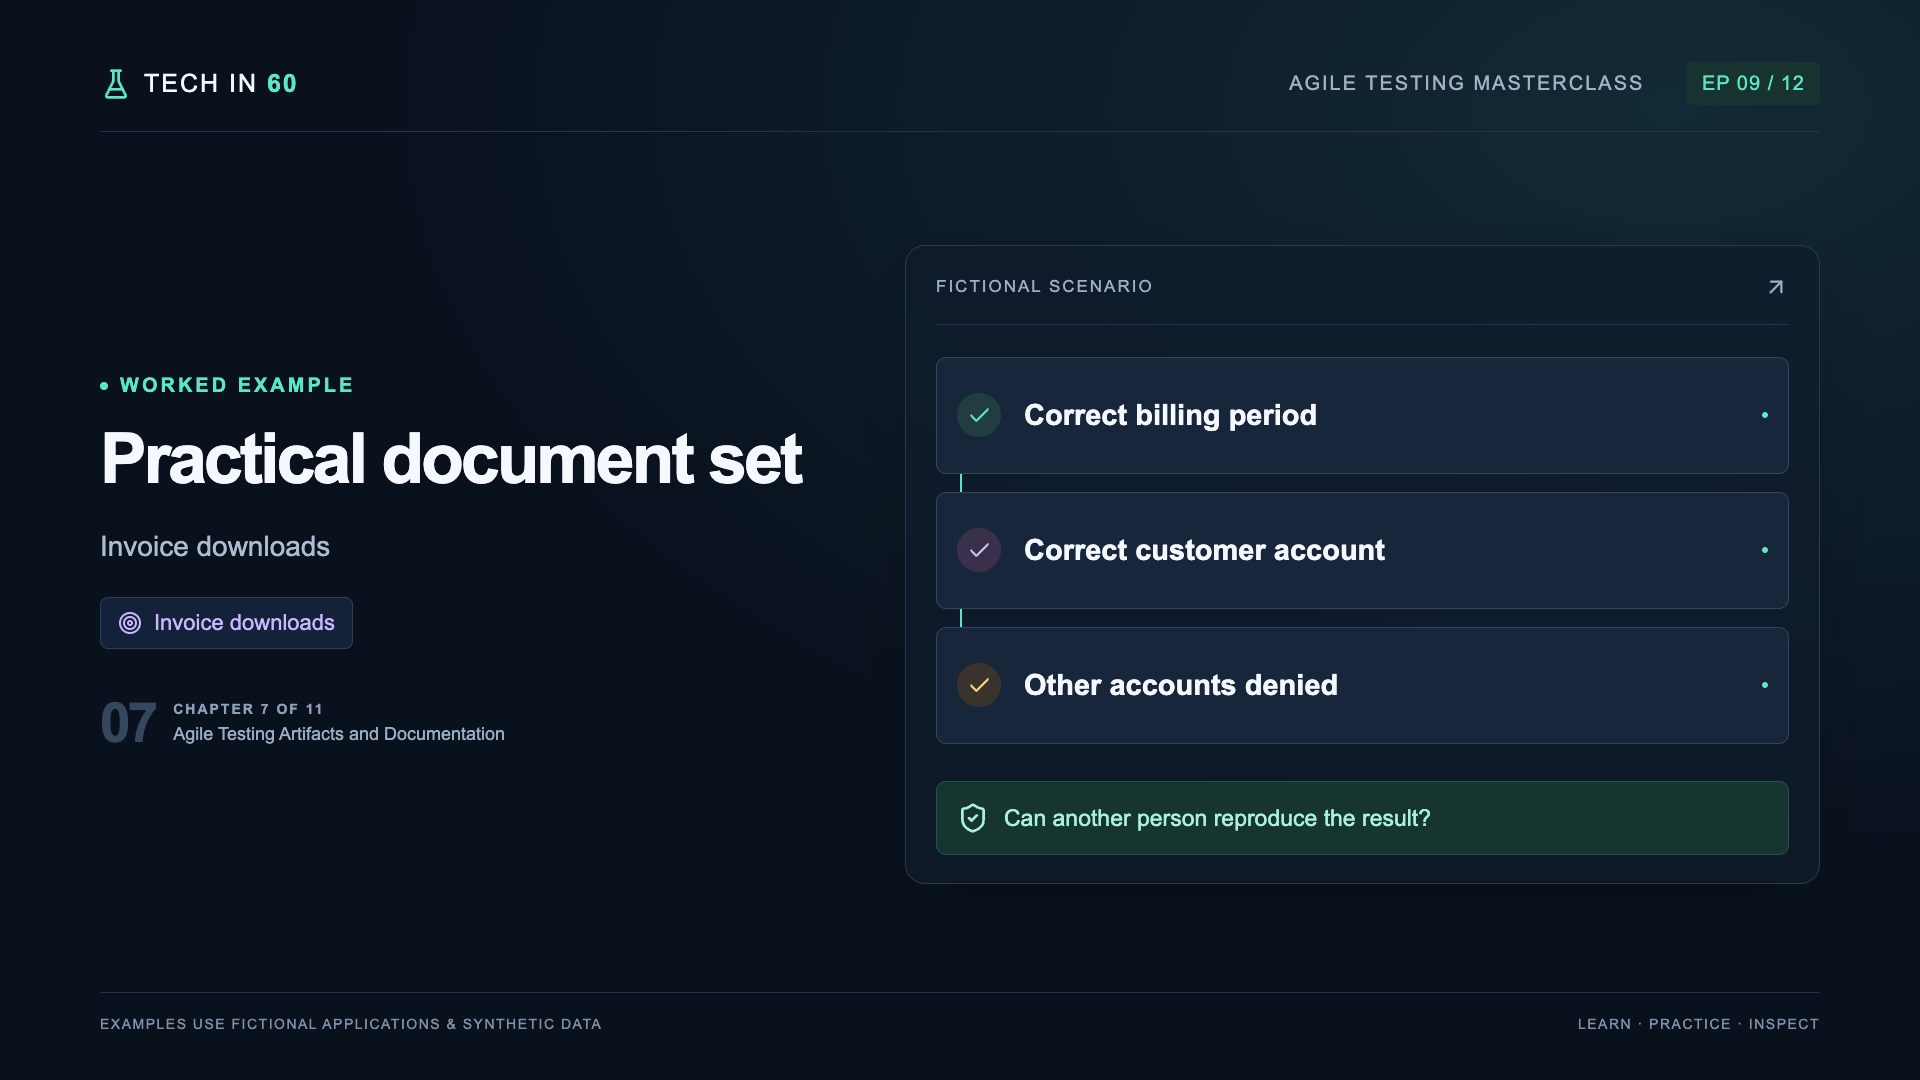 TECH IN 60
AGILE TESTING MASTERCLASS
EP 09 / 12
WORKED EXAMPLE
Practical document set
Invoice downloads
Invoice downloads
07
CHAPTER 7 OF 11
Agile Testing Artifacts and Documentation
FICTIONAL SCENARIO
Correct billing period
Correct customer account
Other accounts denied
Can another person reproduce the result?
EXAMPLES USE FICTIONAL APPLICATIONS & SYNTHETIC DATA
LEARN · PRACTICE · INSPECT